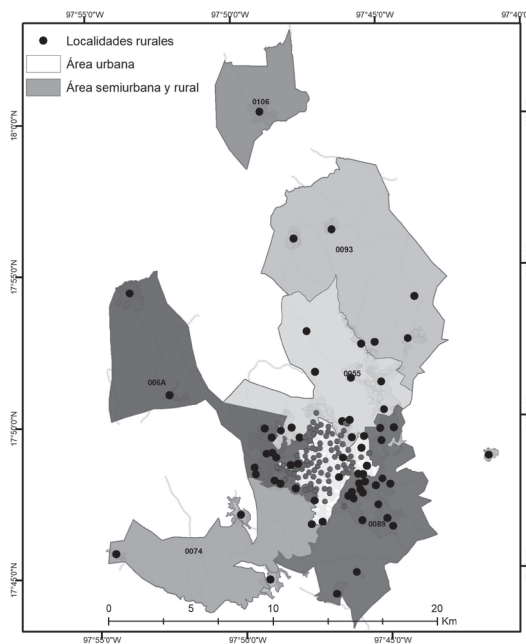 97°55'0"W 97°50'0"W 97°45'0"W 97°40'0"
Localidades rurales
Área urbana
Área semiurbana y rural
0106
18°0'0"N
0093
17°55'0"N
006A
0055
17°50'0"N
0089
0074
17°45'0"N
0 5 10 20
Km
97°55'0"W 97°50'0"W 97°45'0"W